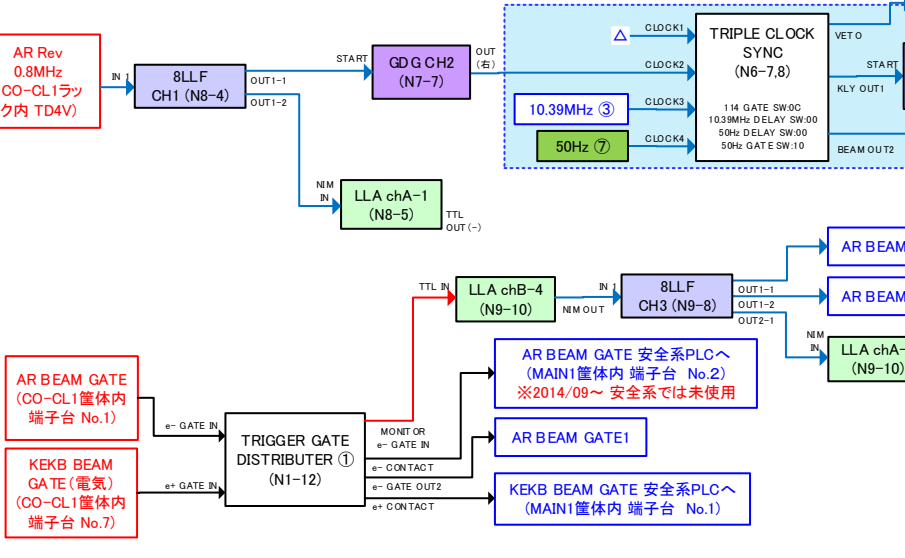 AR Rev
0.8MHz
CO-CL1ラッ
ク内 TD4V)
IN 1
8LLF
CH1 (N8-4)
OUT1-1
OUT1-2
START
GDG CH2
(N7-7)
OUT
(右)
△
CLOCK1
CLOCK2
10.39MHz ③
CLOCK3
50Hz ⑦
CLOCK4
TRIPLE CLOCK
SYNC
(N6-7,8)
114 GATE SW:0C
10.39MHz DELAY SW:00
50Hz DELAY SW:00
50Hz GATE SW:10
VETO
START
KLY OUT1
BEAM OUT2
NIM
IN
LLA chA-1
(N8-5)
TTL
OUT(-)
TTL IN
LLA chB-4
(N9-10)
NIM OUT
IN 1
8LLF
CH3 (N9-8)
OUT1-1
OUT1-2
OUT2-1
AR BEAM
AR BEAM
NIM
IN
LLA chA-
(N9-10)
AR BEAM GATE
(CO-CL1筐体内
端子台 No.1)
e- GATE IN
KEKB BEAM
GATE(電気)
(CO-CL1筐体内
端子台 No.7)
e+ GATE IN
TRIGGER GATE
DISTRIBUTER ①
(N1-12)
MONITOR
e- GATE IN
e- CONTACT
e- GATE OUT2
e+ CONTACT
AR BEAM GATE 安全系PLCへ
(MAIN1筐体内 端子台 No.2)
※2014/09～ 安全系では未使用
AR BEAM GATE1
KEKB BEAM GATE 安全系PLCへ
(MAIN1筐体内 端子台 No.1)